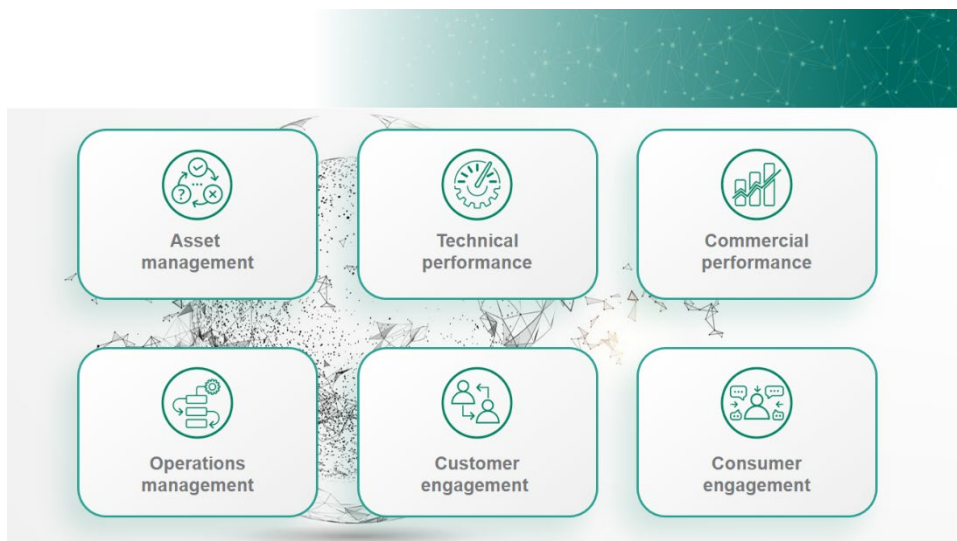 Asset
management
Technical
performance
Commercial
performance
Operations
management
Customer
engagement
Consumer
engagement